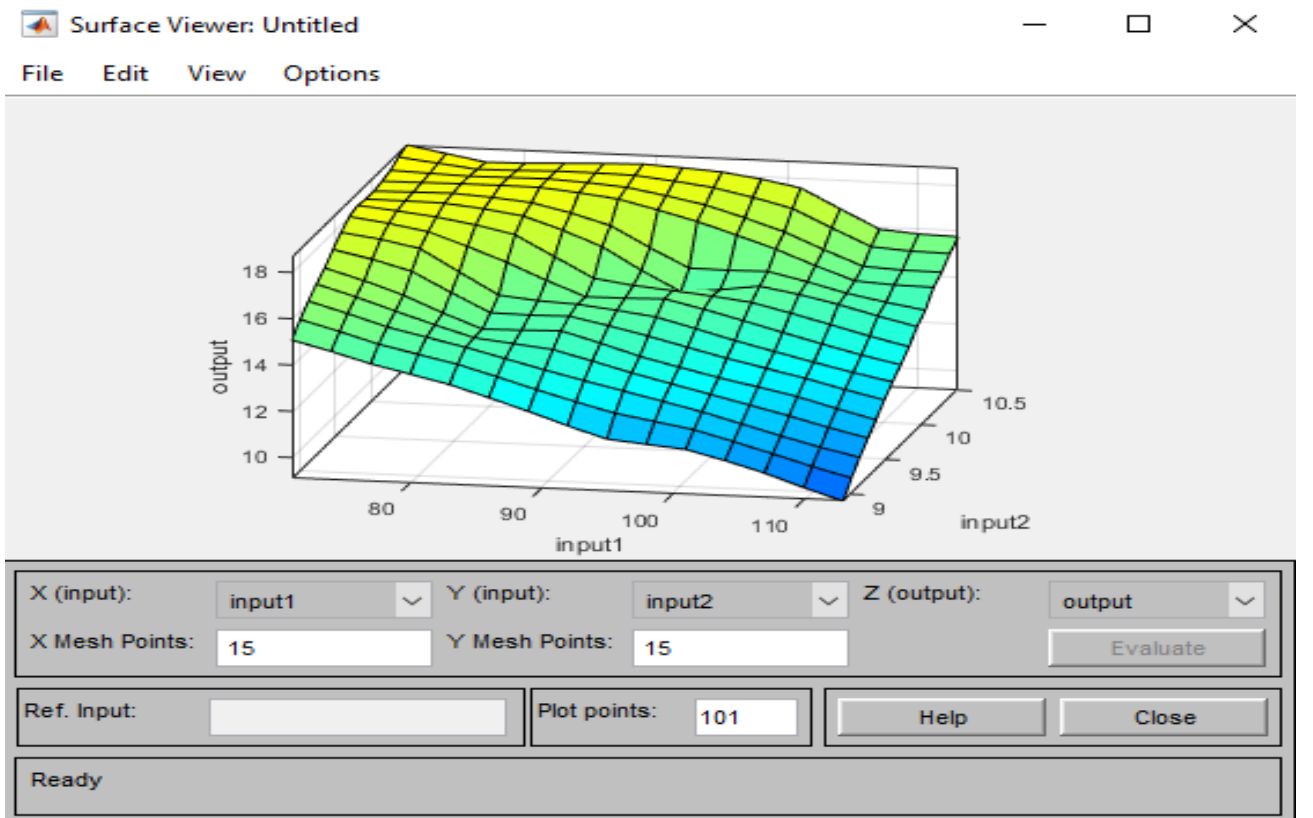 Surface Viewer: Untitled
File Edit View Options
18
16
14
12
10
output
80
90
100
110
input1
9
9.5
10
10.5
input2
X (input): input1 Y (input): input2 Z (output): output
X Mesh Points: 15 Y Mesh Points: 15 Evaluate
Ref. Input: Plot points: 101 Help Close
Ready